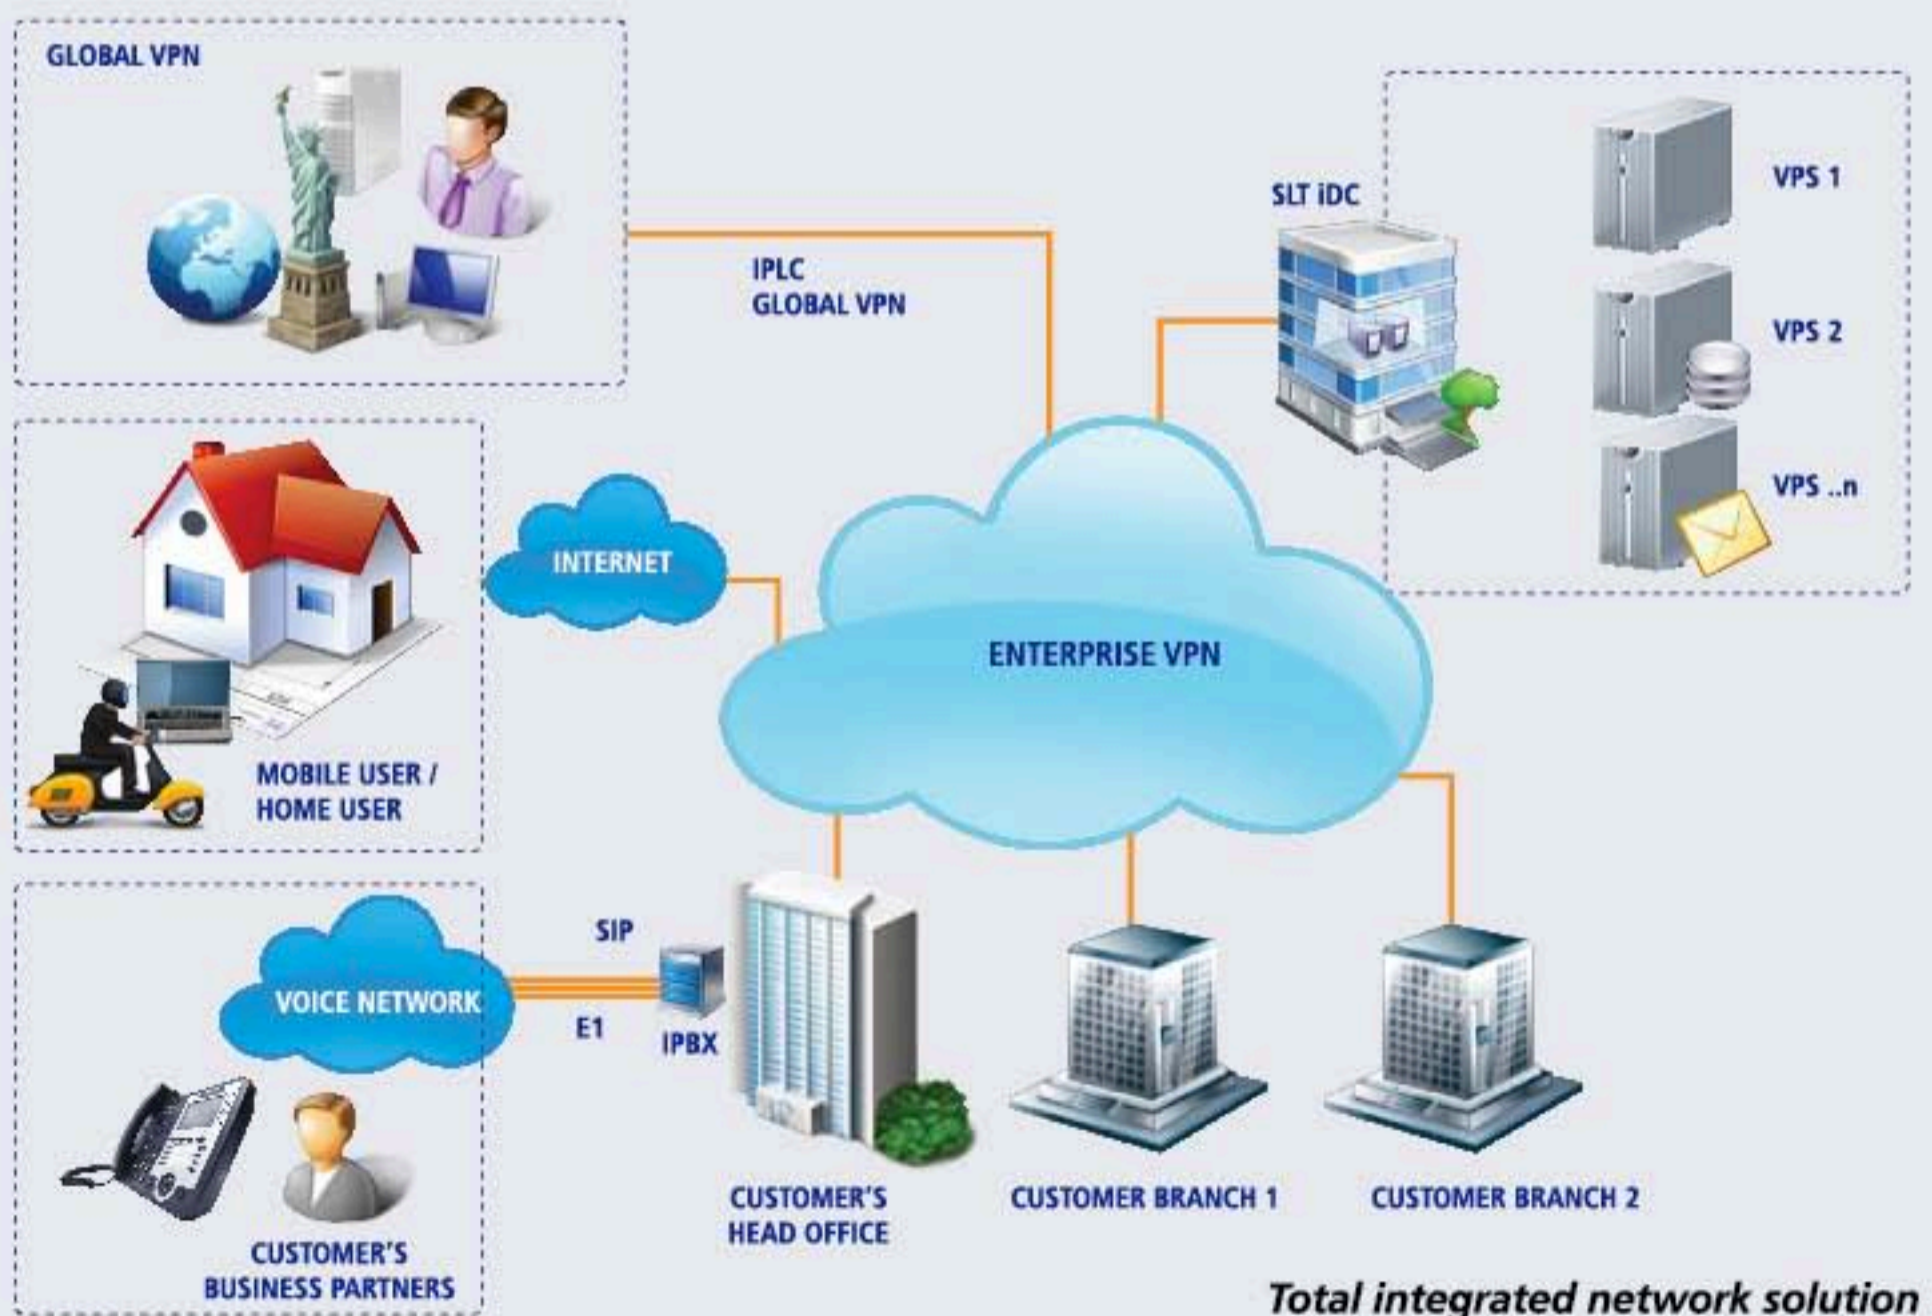 GLOBAL VPN
IPLC
GLOBAL VPN
SLT iDC
VPS 1
VPS 2
VPS ..n
INTERNET
ENTERPRISE VPN
MOBILE USER /
HOME USER
VOICE NETWORK
SIP
E1
IPBX
CUSTOMER'S
BUSINESS PARTNERS
CUSTOMER'S
HEAD OFFICE
CUSTOMER BRANCH 1
CUSTOMER BRANCH 2
Total integrated network solution